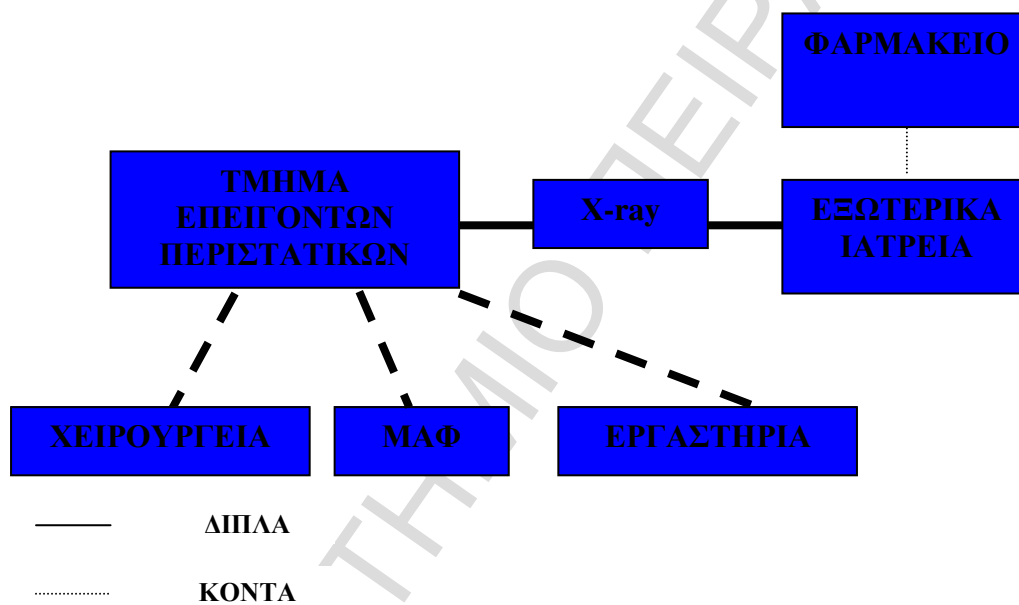 ΦΑΡΜΑΚΕΙΟ
ΤΜΗΜΑ
ΕΠΕΙΓΟΝΤΩΝ
ΠΕΡΙΣΤΑΤΙΚΩΝ
X-ray
ΕΞΩΤΕΡΙΚΑ
ΙΑΤΡΕΙΑ
ΧΕΙΡΟΥΡΓΕΙΑ
ΜΑΦ
ΕΡΓΑΣΤΗΡΙΑ
ΔΙΠΛΑ
ΚΟΝΤΑ